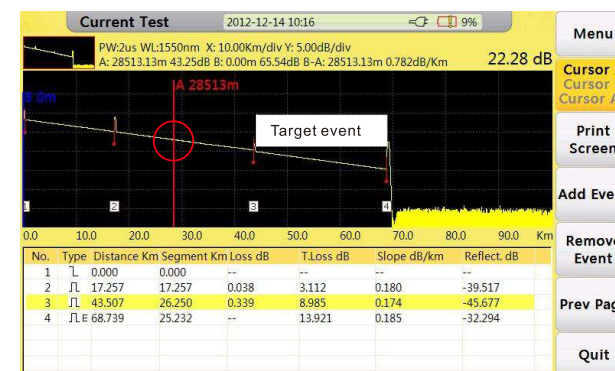 Current Test 2012-12-14 10:16 9%
PW:2us WL:1550nm X: 10.00Km/div Y: 5.00dB/div
A: 28513.13m 43.25dB B: 0.00m 65.54dB B-A: 28513.13m 0.782dB/Km 22.28 dB
A 28513m
B 0m
Target event
1 2 3 4
0.0 10.0 20.0 30.0 40.0 50.0 60.0 70.0 80.0 90.0 Km
No. Type Distance Km Segment Km Loss dB T.Loss dB Slope dB/km Reflect. dB
1 0.000 0.000 -- -- -- --
2 17.257 17.257 0.038 3.112 0.180 -39.517
3 43.507 26.250 0.339 8.985 0.174 -45.677
4 E 68.739 25.232 -- 13.921 0.185 -32.294
Menu
Cursor
Cursor
Cursor A
Print
Screen
Add Eve
Remove
Event
Prev Pag
Quit